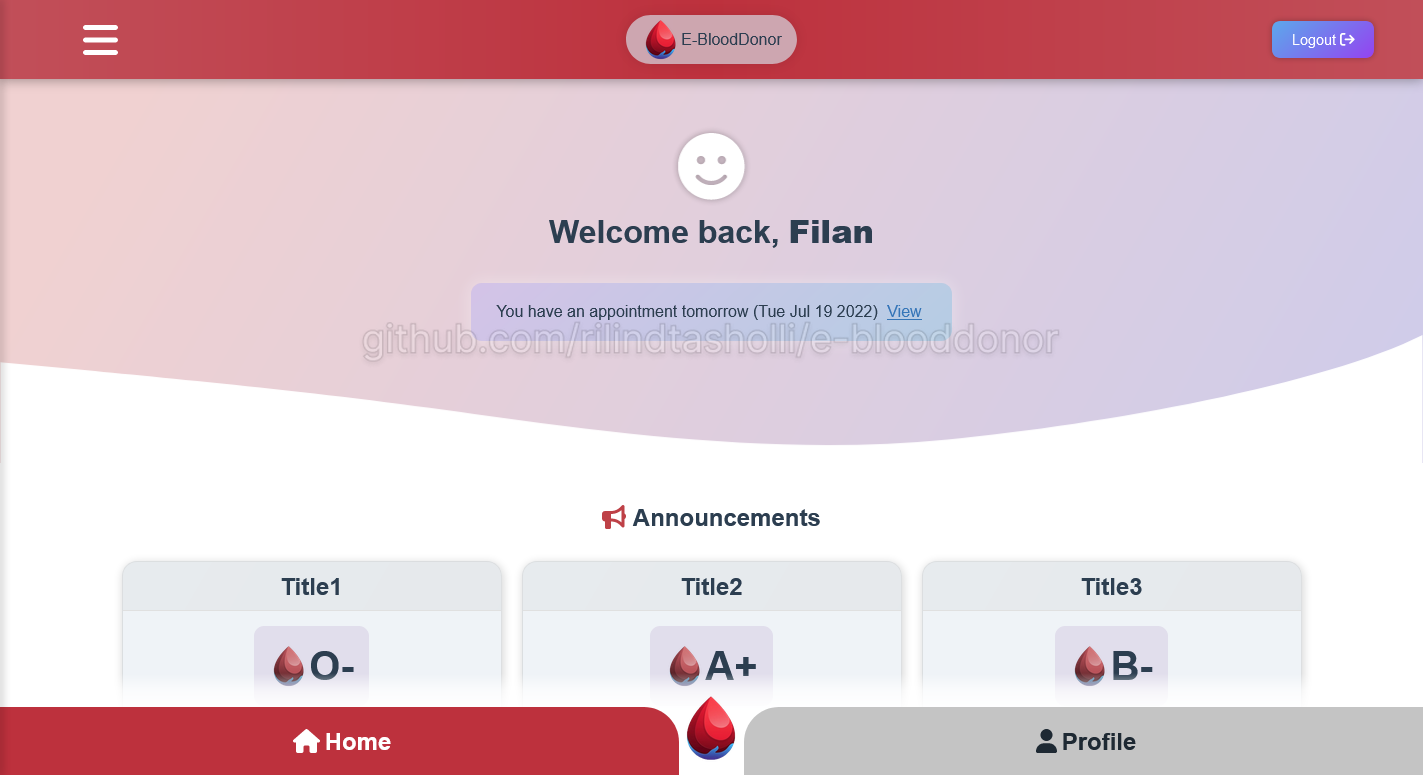 E-BloodDonor
Logout
Welcome back, Filan
You have an appointment tomorrow (Tue Jul 19 2022) View
github.com/rilindtasholli/e-blooddonor
Announcements
Title1
Title2
Title3
O-
A+
B-
Home
Profile